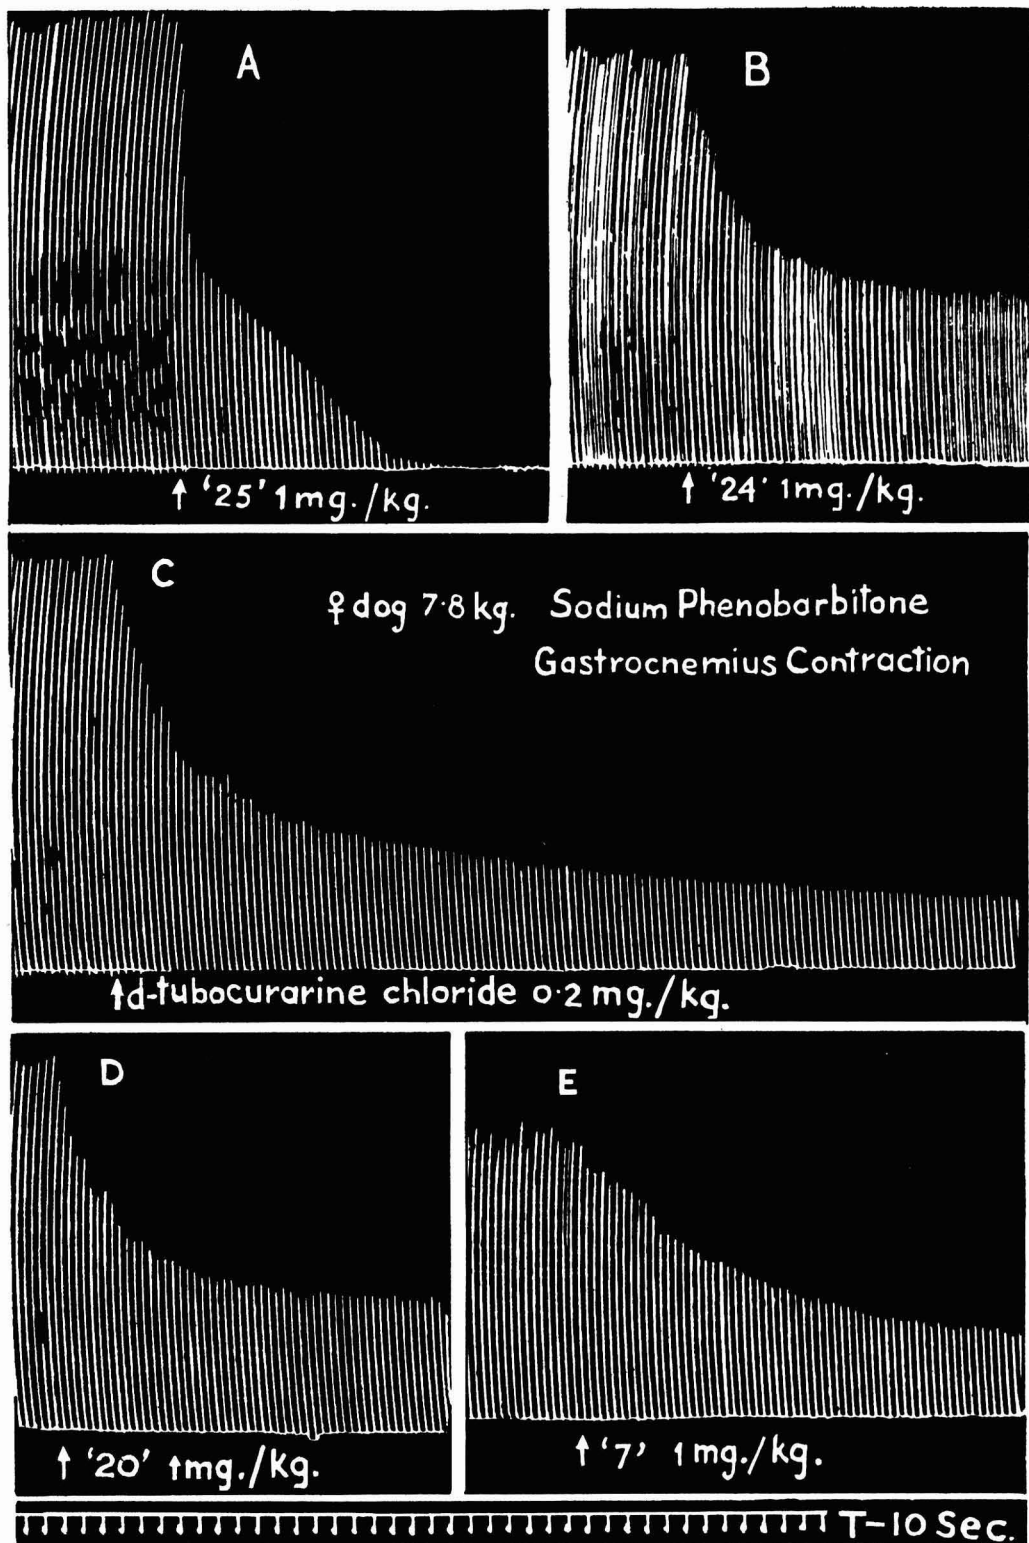 A
B
↑ '25' 1mg./kg.
↑ '24' 1mg./kg.
C
♀ dog 7·8 kg. Sodium Phenobarbitone
Gastrocnemius Contraction
↑d-tubocurarine chloride 0·2 mg./kg.
D
E
↑ '20' 1mg./kg.
↑ '7' 1mg./kg.
T-10 Sec.